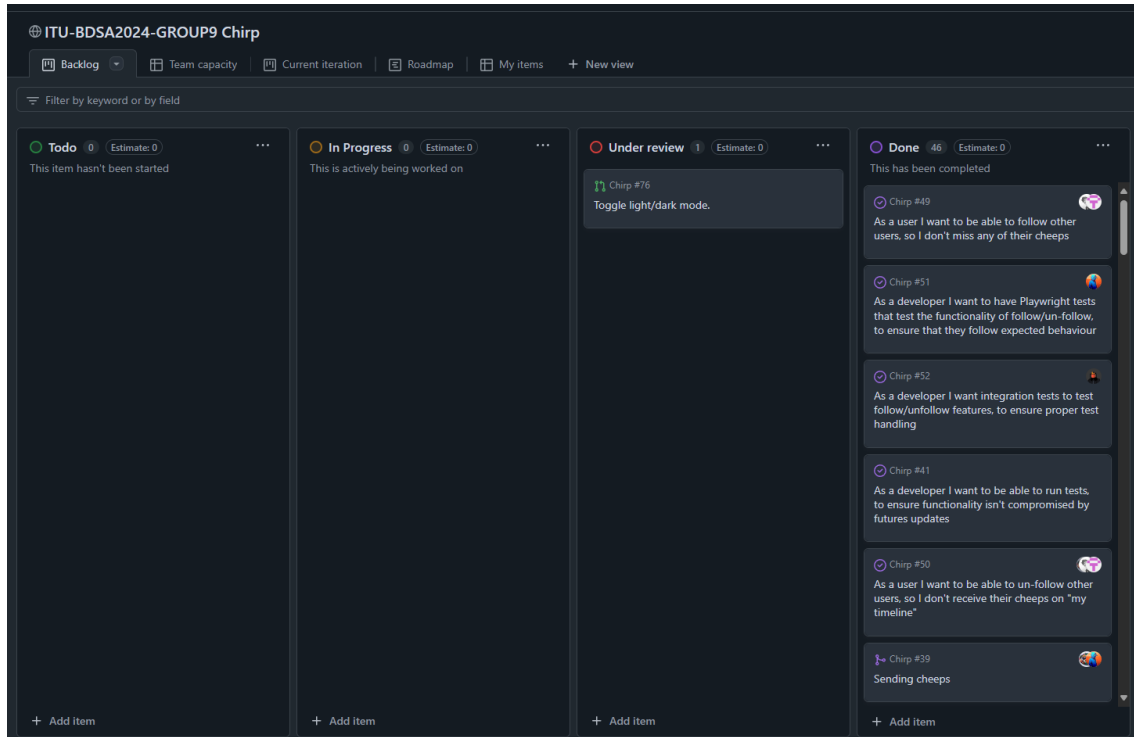 ITU-BDSA2024-GROUP9 Chirp
Backlog
Team capacity
Current iteration
Roadmap
My items
+ New view
Filter by keyword or by field
Todo 0 Estimate: 0 ...
This item hasn't been started
+ Add item
In Progress 0 Estimate: 0 ...
This is actively being worked on
+ Add item
Under review 1 Estimate: 0 ...
Chirp #76
Toggle light/dark mode.
+ Add item
Done 46 Estimate: 0 ...
This has been completed
Chirp #49
As a user I want to be able to follow other
users, so I don't miss any of their cheeps
Chirp #51
As a developer I want to have Playwright tests
that test the functionality of follow/un-follow,
to ensure that they follow expected behaviour
Chirp #52
As a developer I want integration tests to test
follow/unfollow features, to ensure proper test
handling
Chirp #41
As a developer I want to be able to run tests,
to ensure functionality isn't compromised by
futures updates
Chirp #50
As a user I want to be able to un-follow other
users, so I don't receive their cheeps on "my
timeline"
Chirp #39
Sending cheeps
+ Add item